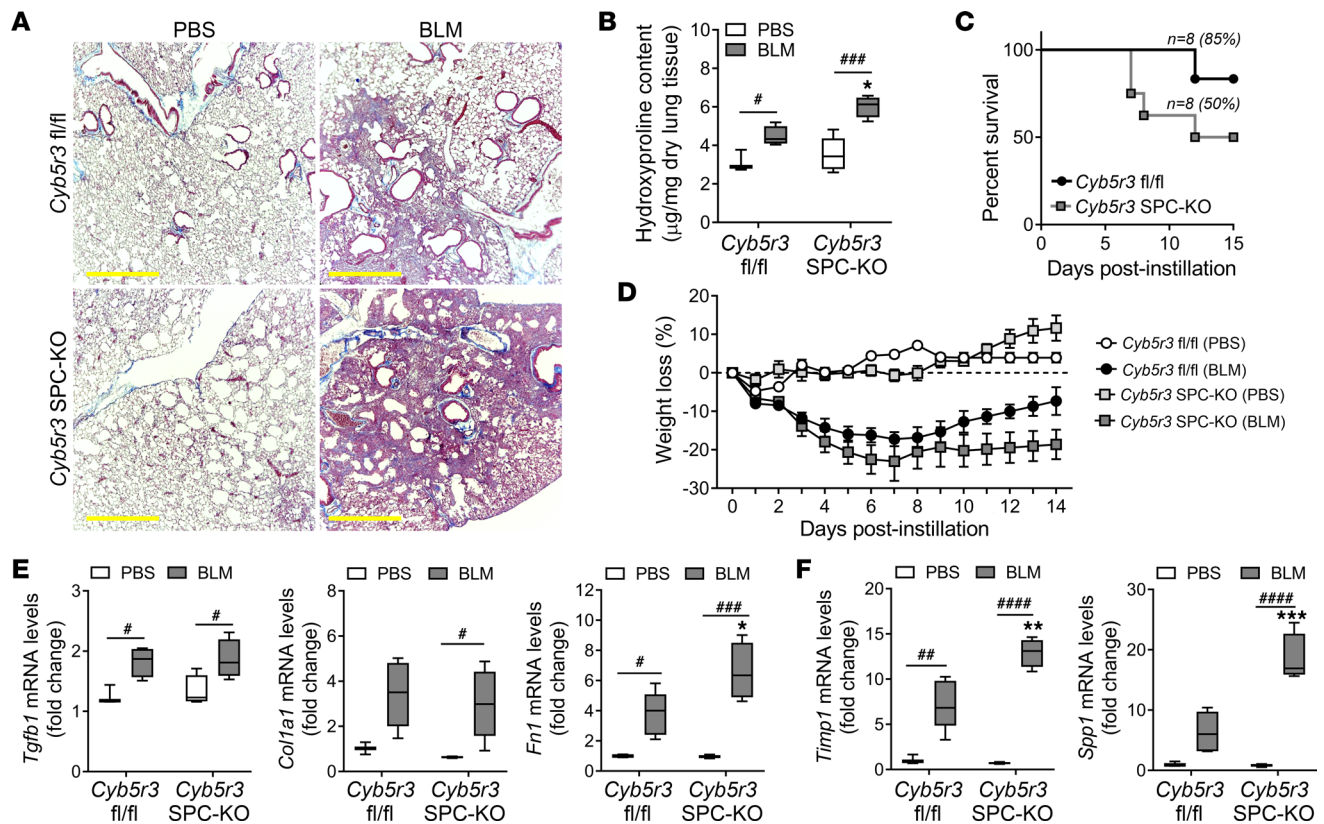 A
PBS
BLM
Cyb5r3 fl/fl
Cyb5r3 SPC-KO
B
PBS
BLM
Hydroxyproline content
(µg/mg dry lung tissue)
10
8
6
4
2
0
#
###
*
Cyb5r3
fl/fl
Cyb5r3
SPC-KO
C
Percent survival
100
50
0
n=8 (85%)
n=8 (50%)
Cyb5r3 fl/fl
Cyb5r3 SPC-KO
0 5 10 15
Days post-instillation
D
Weight loss (%)
20
10
0
-10
-20
-30
0 2 4 6 8 10 12 14
Days post-instillation
Cyb5r3 fl/fl (PBS)
Cyb5r3 fl/fl (BLM)
Cyb5r3 SPC-KO (PBS)
Cyb5r3 SPC-KO (BLM)
E
PBS
BLM
Tgfb1 mRNA levels
(fold change)
3
2
1
0
#
#
Cyb5r3
fl/fl
Cyb5r3
SPC-KO
PBS
BLM
Col1a1 mRNA levels
(fold change)
8
6
4
2
0
#
Cyb5r3
fl/fl
Cyb5r3
SPC-KO
PBS
BLM
Fn1 mRNA levels
(fold change)
12
10
8
6
4
2
0
#
###
*
Cyb5r3
fl/fl
Cyb5r3
SPC-KO
F
PBS
BLM
Timp1 mRNA levels
(fold change)
20
15
10
5
0
##
####
**
Cyb5r3
fl/fl
Cyb5r3
SPC-KO
PBS
BLM
Spp1 mRNA levels
(fold change)
30
20
10
0
####
***
Cyb5r3
fl/fl
Cyb5r3
SPC-KO